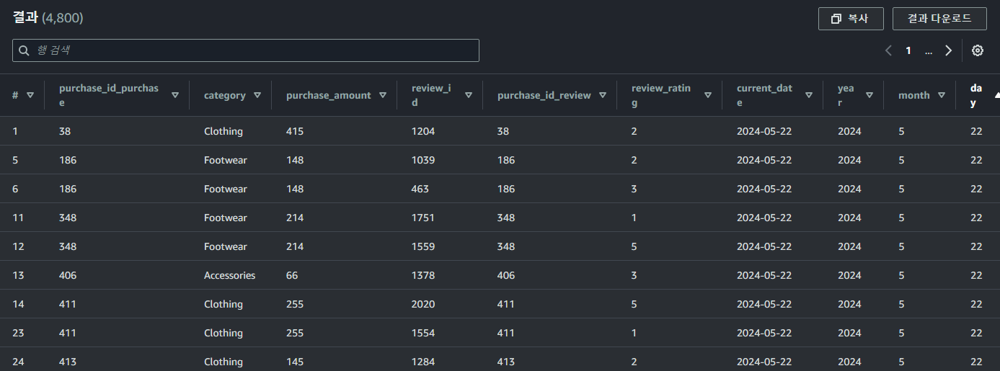 결과 (4,800)
복사
결과 다운로드
행 검색
1 ...
# purchase_id_purchase category purchase_amount review_id purchase_id_review review_rating current_date year month day
1 38 Clothing 415 1204 38 2 2024-05-22 2024 5 22
5 186 Footwear 148 1039 186 2 2024-05-22 2024 5 22
6 186 Footwear 148 463 186 3 2024-05-22 2024 5 22
11 348 Footwear 214 1751 348 1 2024-05-22 2024 5 22
12 348 Footwear 214 1559 348 5 2024-05-22 2024 5 22
13 406 Accessories 66 1378 406 3 2024-05-22 2024 5 22
14 411 Clothing 255 2020 411 5 2024-05-22 2024 5 22
23 411 Clothing 255 1554 411 1 2024-05-22 2024 5 22
24 413 Clothing 145 1284 413 2 2024-05-22 2024 5 22